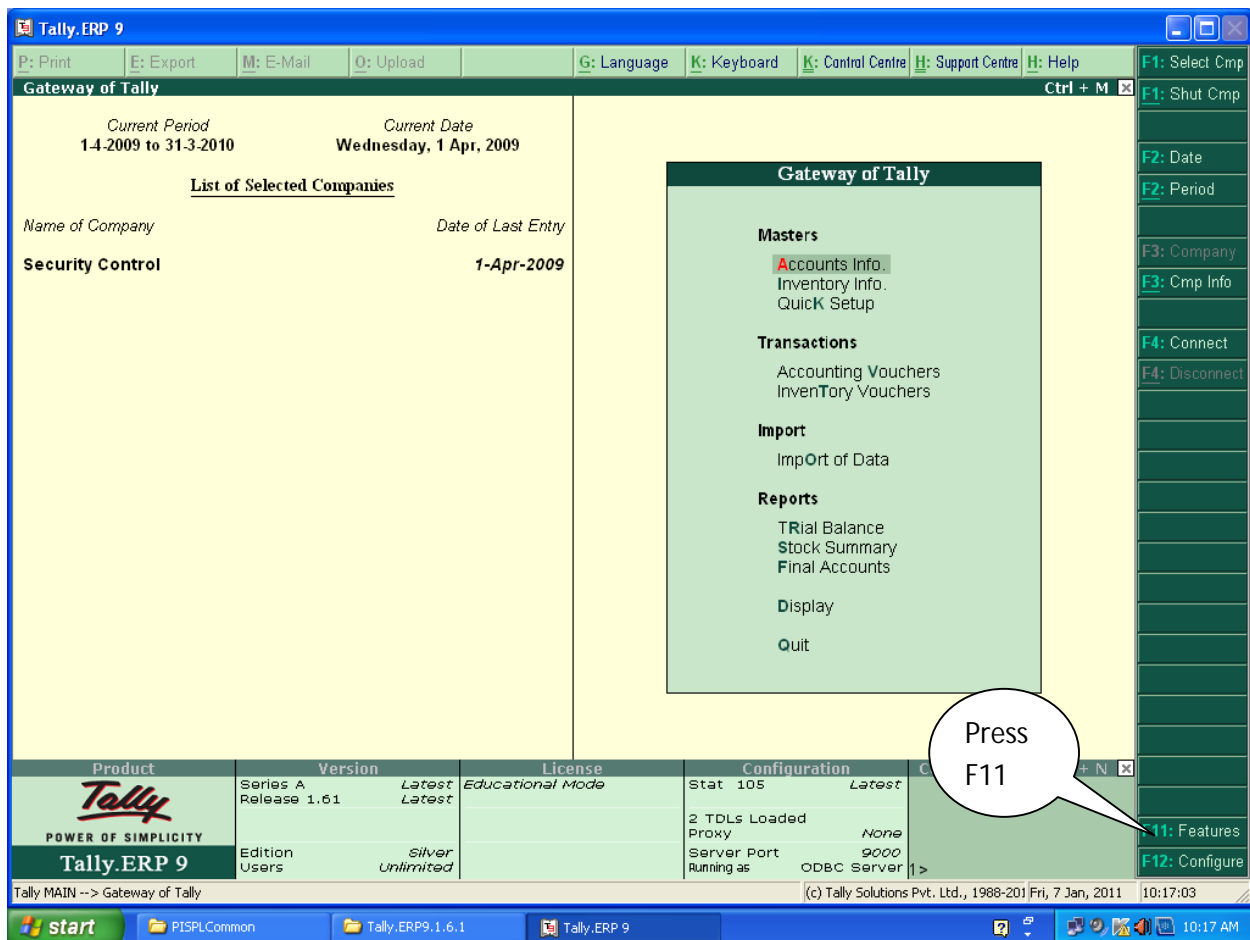 Tally.ERP 9
P: Print E: Export M: E-Mail O: Upload G: Language K: Keyboard K: Control Centre H: Support Centre H: Help F1: Select Cmp
Gateway of Tally Ctrl + M
F1: Shut Cmp
Current Period Current Date
1-4-2009 to 31-3-2010 Wednesday, 1 Apr, 2009
List of Selected Companies
Name of Company Date of Last Entry
Security Control 1-Apr-2009
Gateway of Tally
Masters
Accounts Info.
Inventory Info.
QuicK Setup
Transactions
Accounting Vouchers
InvenTory Vouchers
Import
ImpOrt of Data
Reports
TRial Balance
Stock Summary
Final Accounts
Display
Quit
F2: Date
F2: Period
F3: Company
F3: Cmp Info
F4: Connect
F4: Disconnect
Press
F11
F11: Features
F12: Configure
Product Version License Configuration + N
Tally
POWER OF SIMPLICITY
Tally.ERP 9
Series A Latest
Release 1.61 Latest
Edition Silver
Users Unlimited
Educational Mode
Stat 105 Latest
2 TDLs Loaded
Proxy None
Server Port 9000
Running as ODBC Server
1>
Tally MAIN --> Gateway of Tally (c) Tally Solutions Pvt. Ltd., 1988-201 Fri, 7 Jan, 2011 10:17:03
start PISPLCommon Tally.ERP9.1.6.1 Tally.ERP 9 10:17 AM